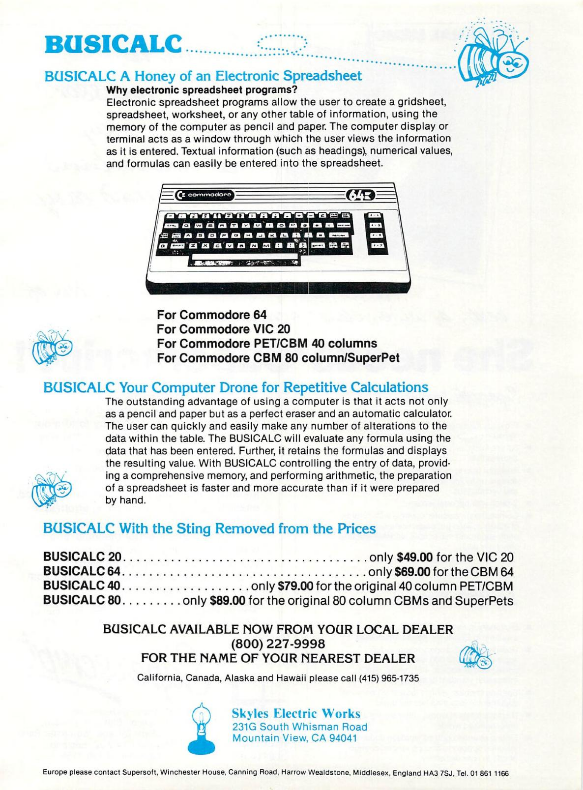 BUSICALC
BUSICALC A Honey of an Electronic Spreadsheet
Why electronic spreadsheet programs?
Electronic spreadsheet programs allow the user to create a gridsheet,
spreadsheet, worksheet, or any other table of information, using the
memory of the computer as pencil and paper. The computer display or
terminal acts as a window through which the user views the information
as it is entered. Textual information (such as headings), numerical values,
and formulas can easily be entered into the spreadsheet.
commodore 64
For Commodore 64
For Commodore VIC 20
For Commodore PET/CBM 40 columns
For Commodore CBM 80 column/SuperPet
BUSICALC Your Computer Drone for Repetitive Calculations
The outstanding advantage of using a computer is that it acts not only
as a pencil and paper but as a perfect eraser and an automatic calculator.
The user can quickly and easily make any number of alterations to the
data within the table. The BUSICALC will evaluate any formula using the
data that has been entered. Further, it retains the formulas and displays
the resulting value. With BUSICALC controlling the entry of data, provid-
ing a comprehensive memory, and performing arithmetic, the preparation
of a spreadsheet is faster and more accurate than if it were prepared
by hand.
BUSICALC With the Sting Removed from the Prices
BUSICALC 20. . . . . . . . . . . . . . . . . . . . . . . . . . . . . . . . . . . . only $49.00 for the VIC 20
BUSICALC 64. . . . . . . . . . . . . . . . . . . . . . . . . . . . . . . . . . . . only $69.00 for the CBM 64
BUSICALC 40. . . . . . . . . . . . . . . . . . . only $79.00 for the original 40 column PET/CBM
BUSICALC 80. . . . . . . . . only $89.00 for the original 80 column CBMs and SuperPets
BUSICALC AVAILABLE NOW FROM YOUR LOCAL DEALER
(800) 227-9998
FOR THE NAME OF YOUR NEAREST DEALER
California, Canada, Alaska and Hawaii please call (415) 965-1735
Skyles Electric Works
231G South Whisman Road
Mountain View, CA 94041
Europe please contact Supersoft, Winchester House, Canning Road, Harrow Wealdstone, Middlesex, England HA3 7SJ, Tel. 01 861 1166